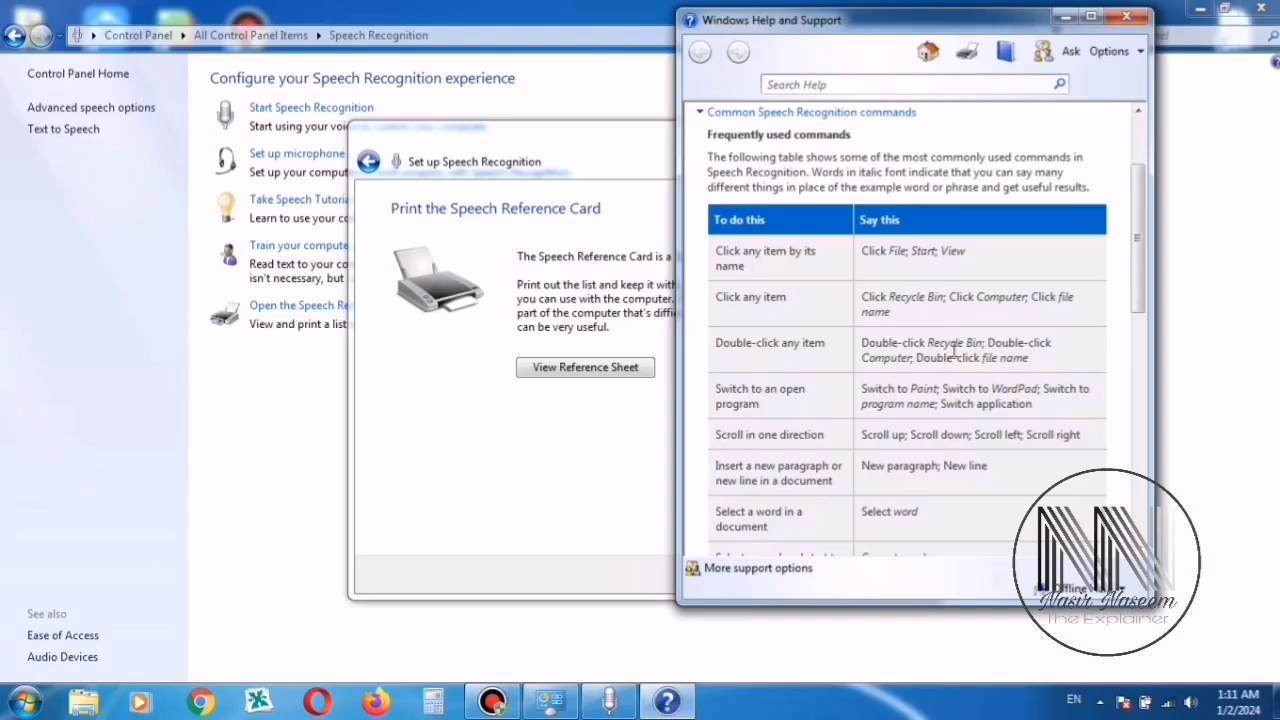 Control Panel
All Control Panel Items
Speech Recognition
Control Panel Home
Advanced speech options
Text to Speech
Configure your Speech Recognition experience
Start Speech Recognition
Start using your voi
Set up microphone
Set up your comput
Take Speech Tutoria
Learn to use your co
Train your compute
Read text to your co
isn't necessary, but
Open the Speech Re
View and print a list
See also
Ease of Access
Audio Devices
Set up Speech Recognition
Print the Speech Reference Card
The Speech Reference Card is a
Print out the list and keep it with
you can use with the computer.
part of the computer that's diffi
can be very useful.
View Reference Sheet
Windows Help and Support
Ask
Options
Search Help
Common Speech Recognition commands
Frequently used commands
The following table shows some of the most commonly used commands in
Speech Recognition. Words in italic font indicate that you can say many
different things in place of the example word or phrase and get useful results.
To do this Say this
Click any item by its Click File; Start; View
name
Click any item Click Recycle Bin; Click Computer; Click file
name
Double-click any item Double-click Recycle Bin; Double-click
Computer; Double-click file name
Switch to an open Switch to Paint; Switch to WordPad; Switch to
program program name; Switch application
Scroll in one direction Scroll up; Scroll down; Scroll left; Scroll right
Insert a new paragraph or New paragraph; New line
new line in a document
Select a word in a Select word
document
More support options
Offline
NN
Nasir Naseem
The Explainer
EN
1:11 AM
1/2/2024